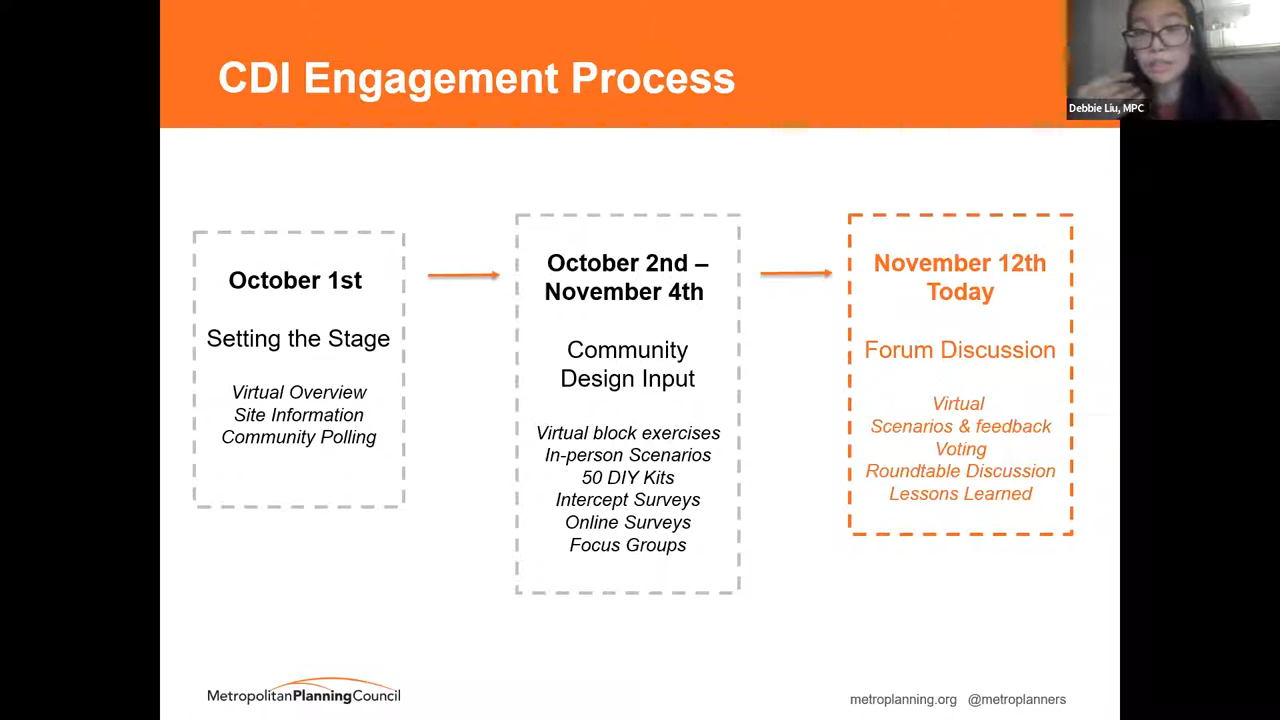 CDI Engagement Process
Debbie Liu, MPC
October 1st
Setting the Stage
Virtual Overview
Site Information
Community Polling
October 2nd –
November 4th
Community
Design Input
Virtual block exercises
In-person Scenarios
50 DIY Kits
Intercept Surveys
Online Surveys
Focus Groups
November 12th
Today
Forum Discussion
Virtual
Scenarios & feedback
Voting
Roundtable Discussion
Lessons Learned
MetropolitanPlanningCouncil
metroplanning.org @metroplanners